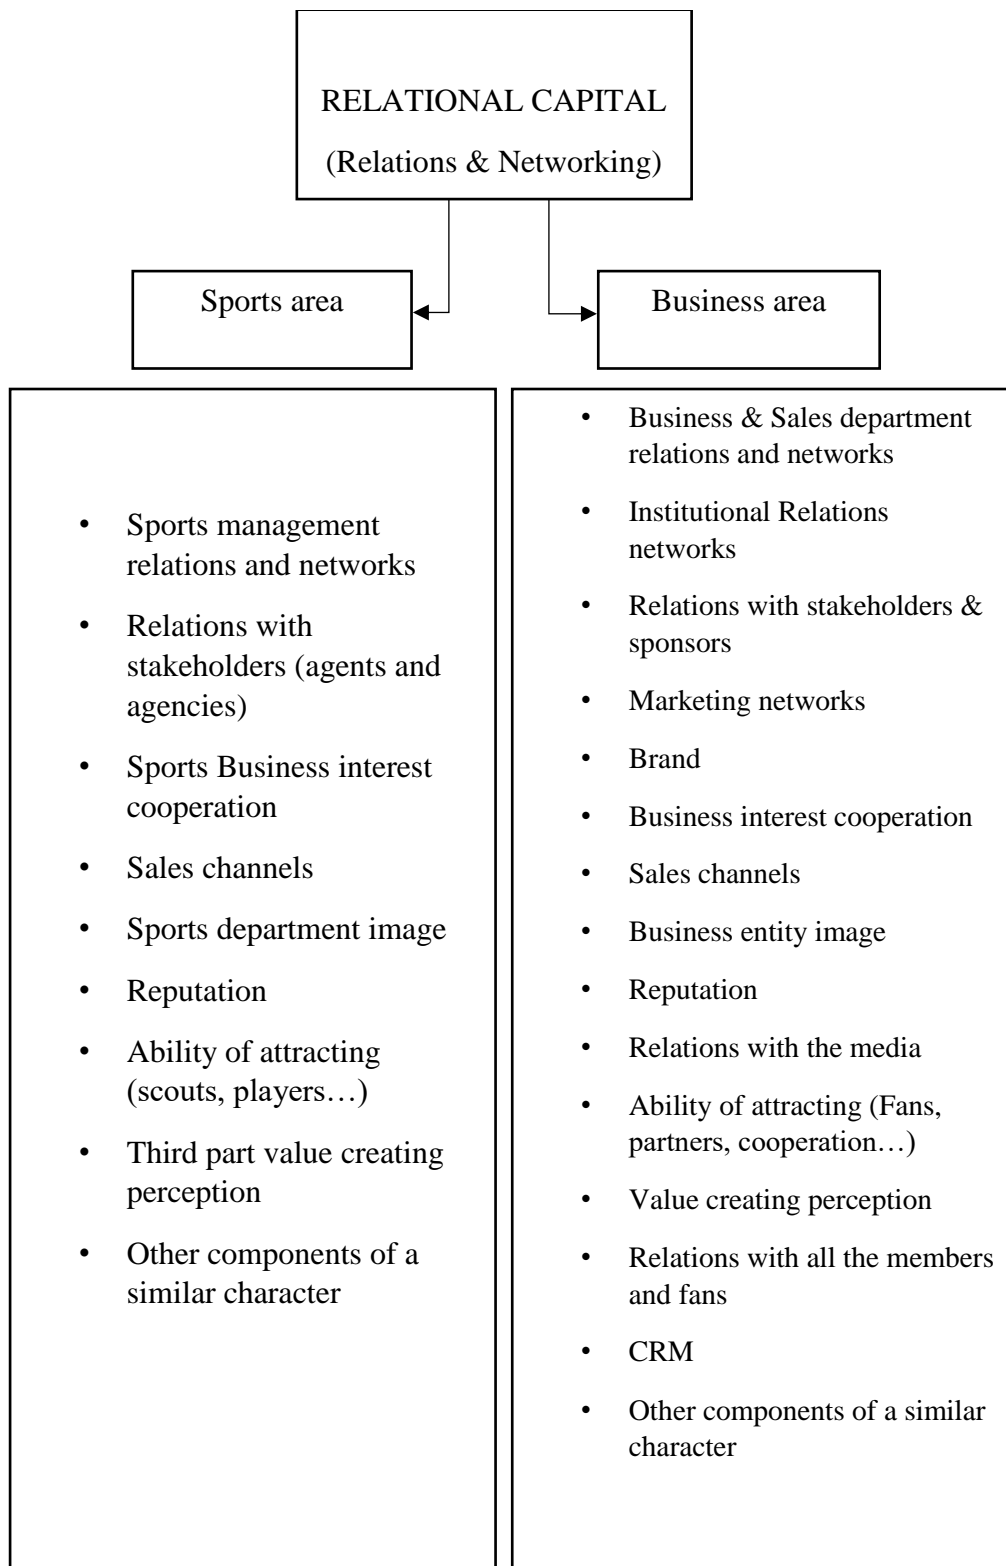 RELATIONAL CAPITAL
(Relations & Networking)
Sports area
Business area
• Sports management
relations and networks
• Relations with
stakeholders (agents and
agencies)
• Sports Business interest
cooperation
• Sales channels
• Sports department image
• Reputation
• Ability of attracting
(scouts, players…)
• Third part value creating
perception
• Other components of a
similar character
• Business & Sales department
relations and networks
• Institutional Relations
networks
• Relations with stakeholders &
sponsors
• Marketing networks
• Brand
• Business interest cooperation
• Sales channels
• Business entity image
• Reputation
• Relations with the media
• Ability of attracting (Fans,
partners, cooperation…)
• Value creating perception
• Relations with all the members
and fans
• CRM
• Other components of a similar
character